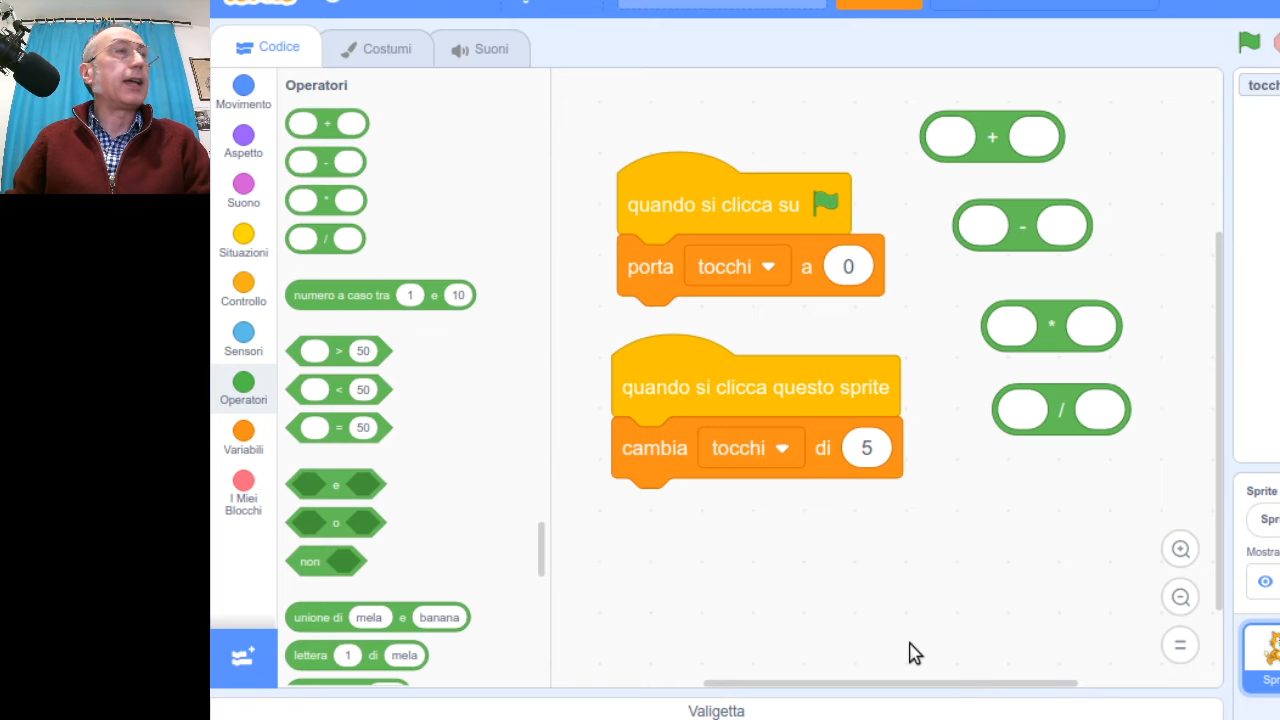 Codice
Costumi
Suoni
Movimento
Aspetto
Suono
Situazioni
Controllo
Sensori
Operatori
Variabili
I Miei
Blocchi
Operatori
+
-
*
/
numero a caso tra 1 e 10
> 50
< 50
= 50
e
o
non
unione di mela e banana
lettera 1 di mela
quando si clicca su
porta tocchi a 0
quando si clicca questo sprite
cambia tocchi di 5
+
-
*
/
Valigetta
Sprite